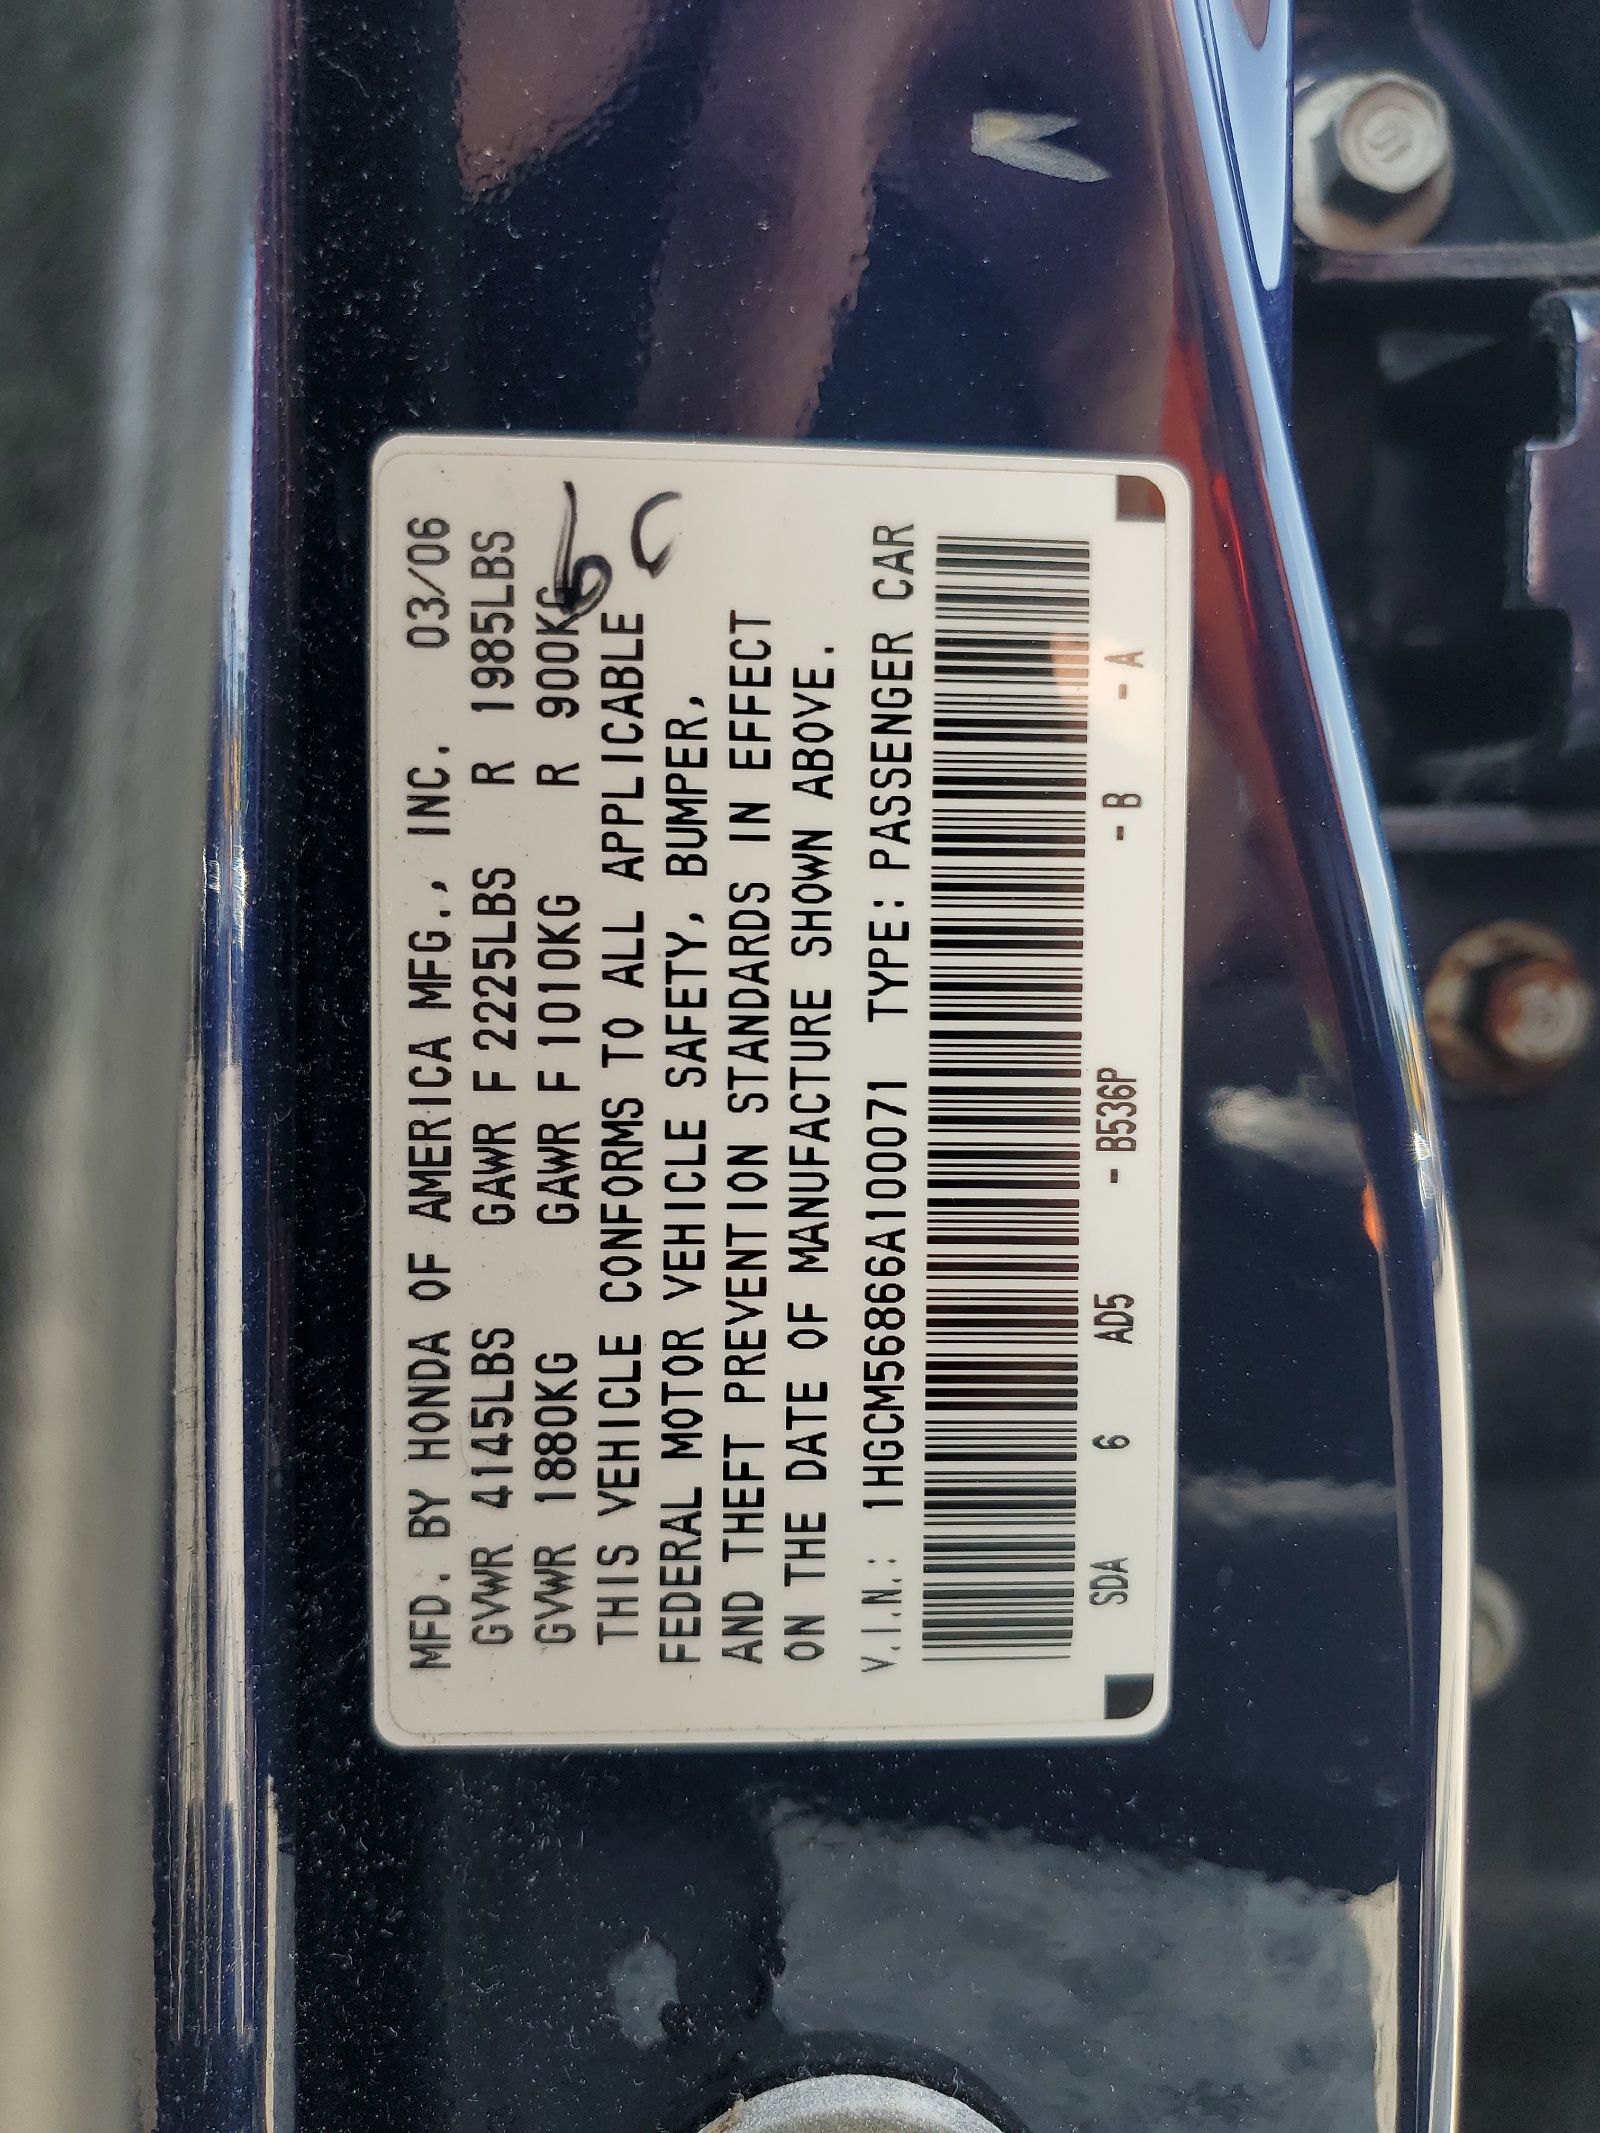 MFD. BY HONDA OF AMERICA MFG., INC. 03/06
GVWR 4145LBS GAWR F 2225LBS R 1985LBS
GVWR 1880KG GAWR F 1010KG R 900KG
THIS VEHICLE CONFORMS TO ALL APPLICABLE
FEDERAL MOTOR VEHICLE SAFETY, BUMPER,
AND THEFT PREVENTION STANDARDS IN EFFECT
ON THE DATE OF MANUFACTURE SHOWN ABOVE.
V.I.N.: 1HGCM56866A100071 TYPE: PASSENGER CAR
SDA 6 AD5 - B536P - B - A